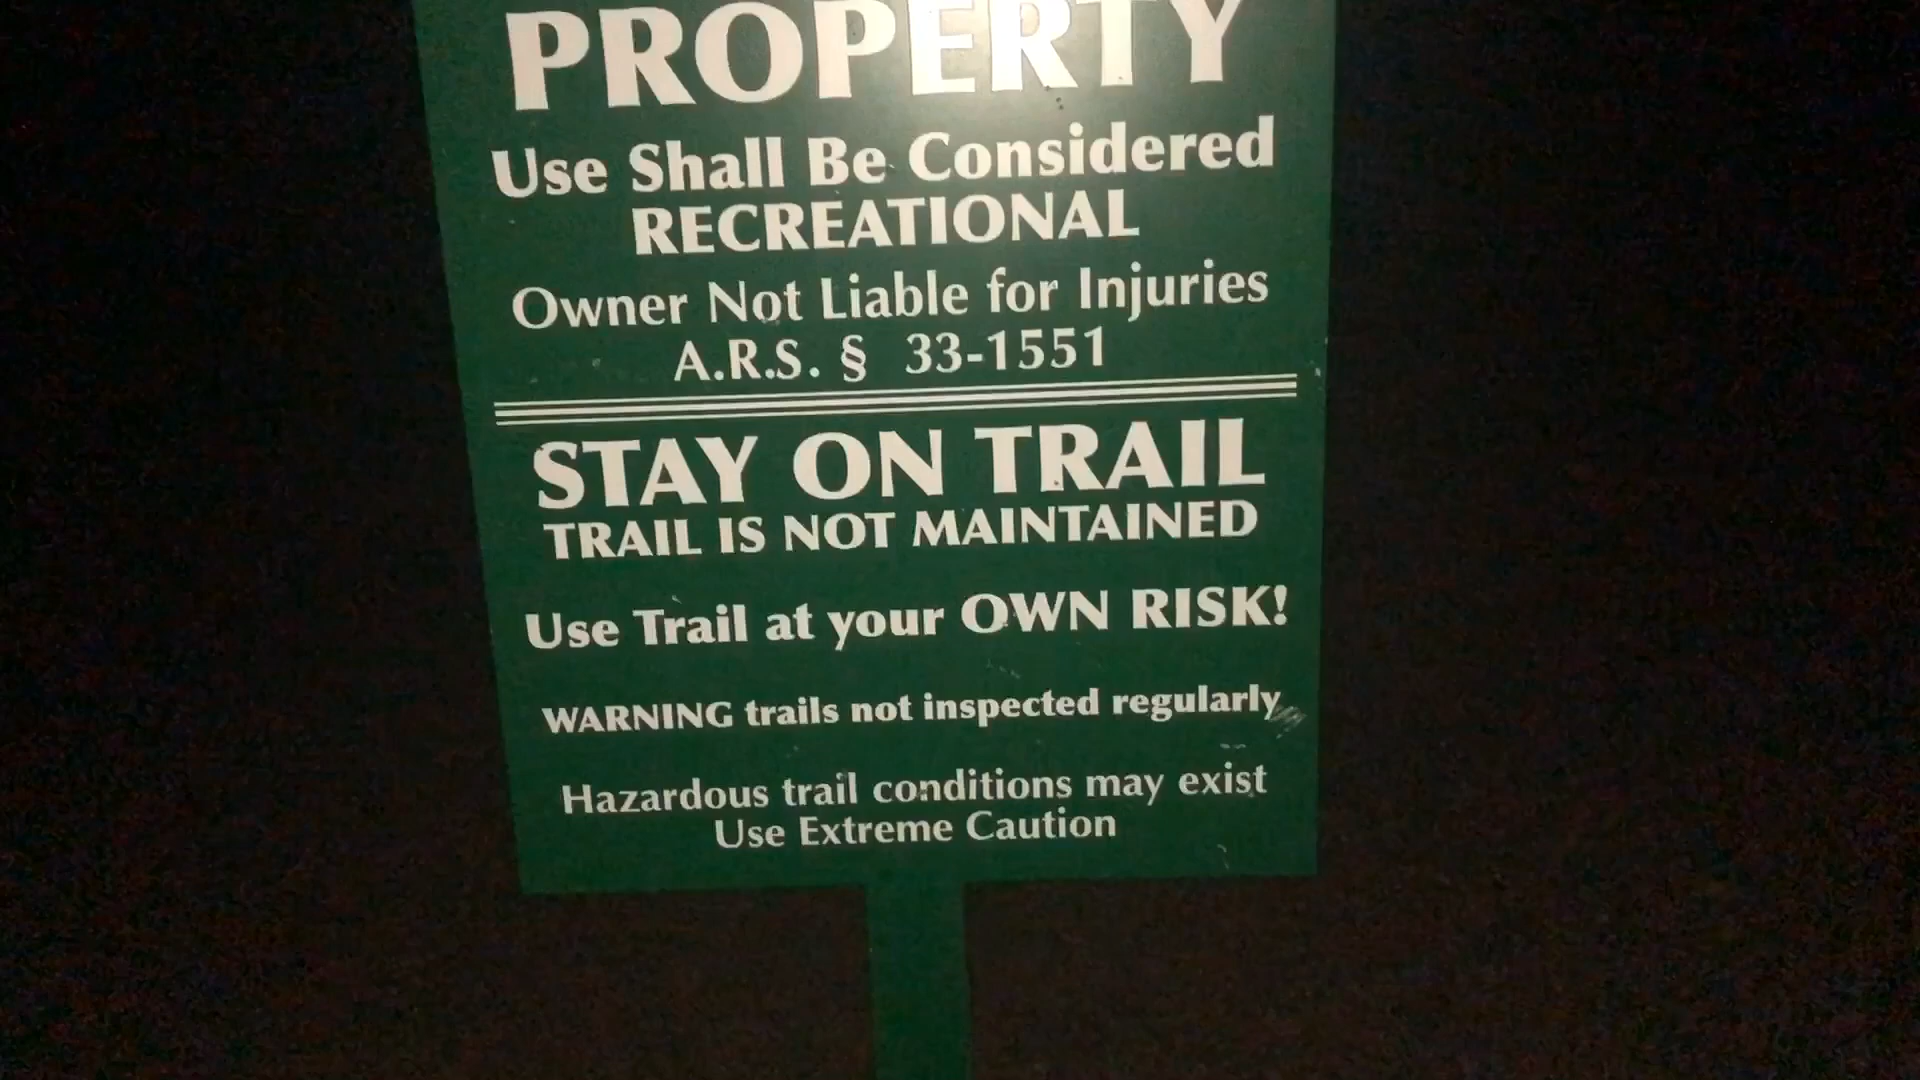 PROPERTY
Use Shall Be Considered
RECREATIONAL
Owner Not Liable for Injuries
A.R.S. § 33-1551
STAY ON TRAIL
TRAIL IS NOT MAINTAINED
Use Trail at your OWN RISK!
WARNING trails not inspected regularly
Hazardous trail conditions may exist
Use Extreme Caution